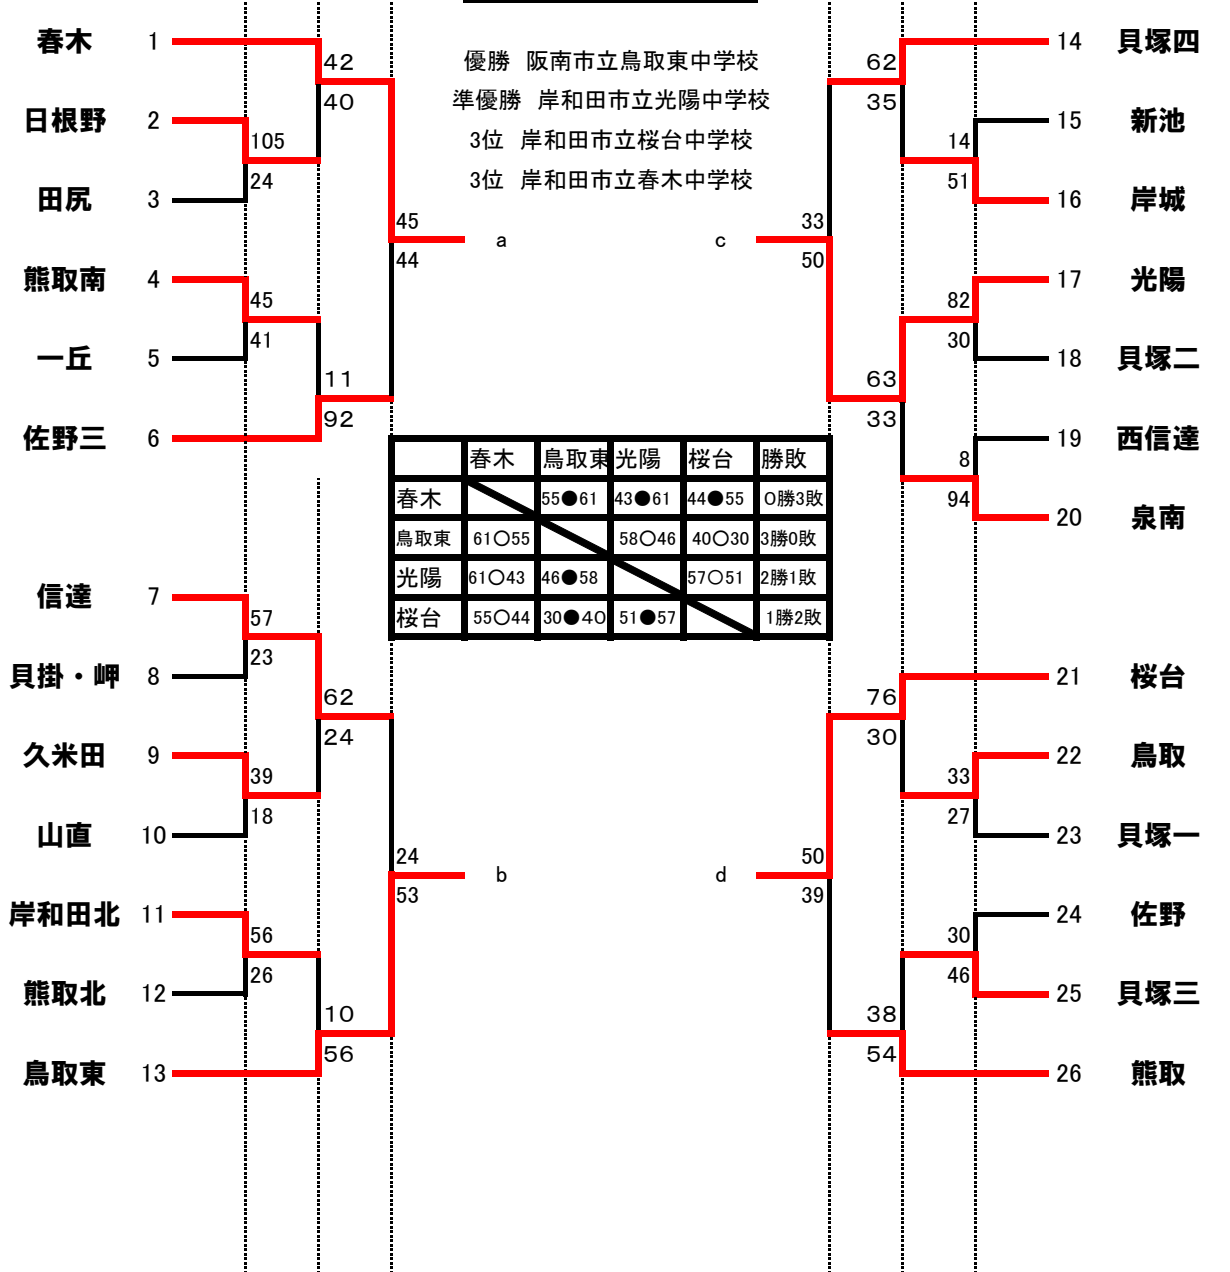 優勝 阪南市立鳥取東中学校
準優勝 岸和田市立光陽中学校
3位 岸和田市立桜台中学校
3位 岸和田市立春木中学校
春木 1
日根野 2
田尻 3
熊取南 4
一丘 5
佐野三 6
信達 7
貝掛・岬 8
久米田 9
山直 10
岸和田北 11
熊取北 12
鳥取東 13
105
24
45
41
57
23
39
18
56
26
42
40
11
92
62
24
10
56
45
44
24
53
a
b
c
d
春木 鳥取東 光陽 桜台 勝敗
春木 55●61 43●61 44●55 0勝3敗
鳥取東 61○55 58○46 40○30 3勝0敗
光陽 61○43 46●58 57○51 2勝1敗
桜台 55○44 30●40 51●57 1勝2敗
33
50
50
39
62
35
63
33
76
30
38
54
14
51
82
30
8
94
33
27
30
46
14 貝塚四
15 新池
16 岸城
17 光陽
18 貝塚二
19 西信達
20 泉南
21 桜台
22 鳥取
23 貝塚一
24 佐野
25 貝塚三
26 熊取